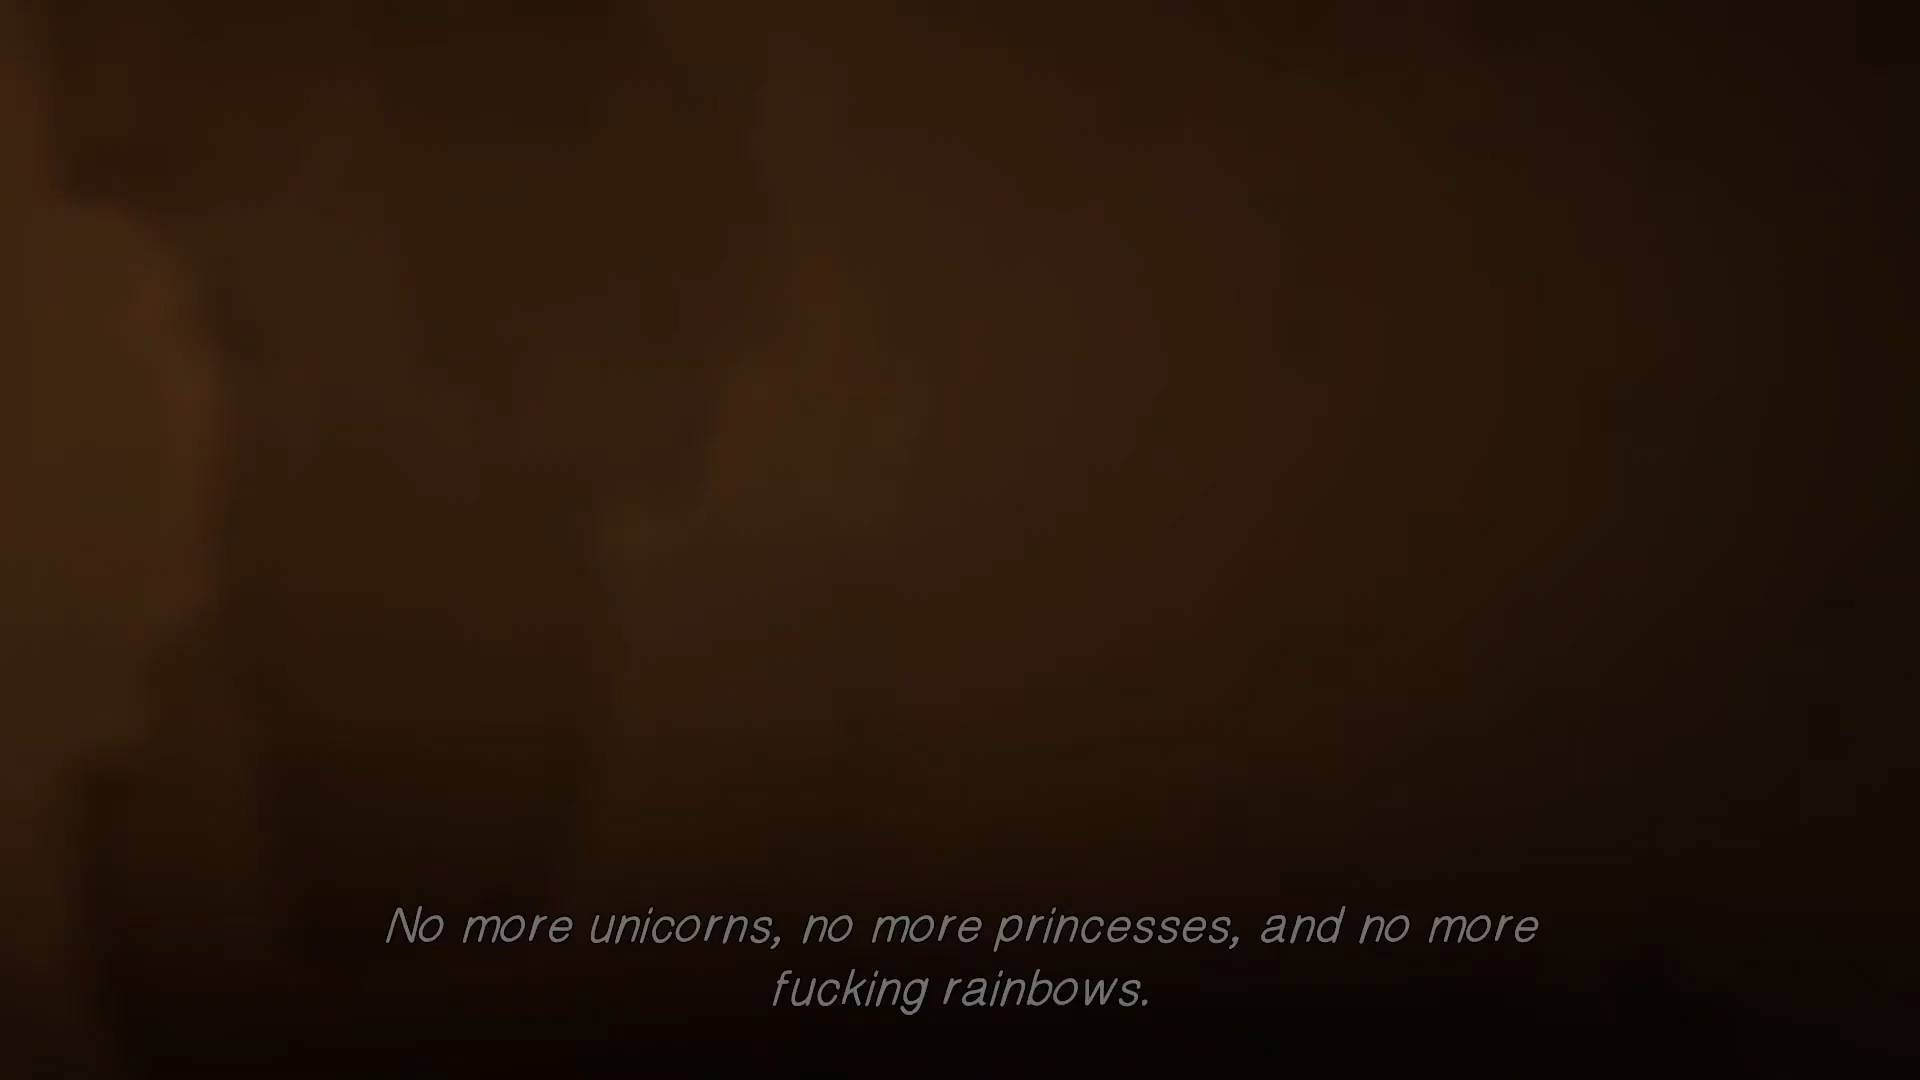 No more unicorns, no more princesses, and no more
fucking rainbows.